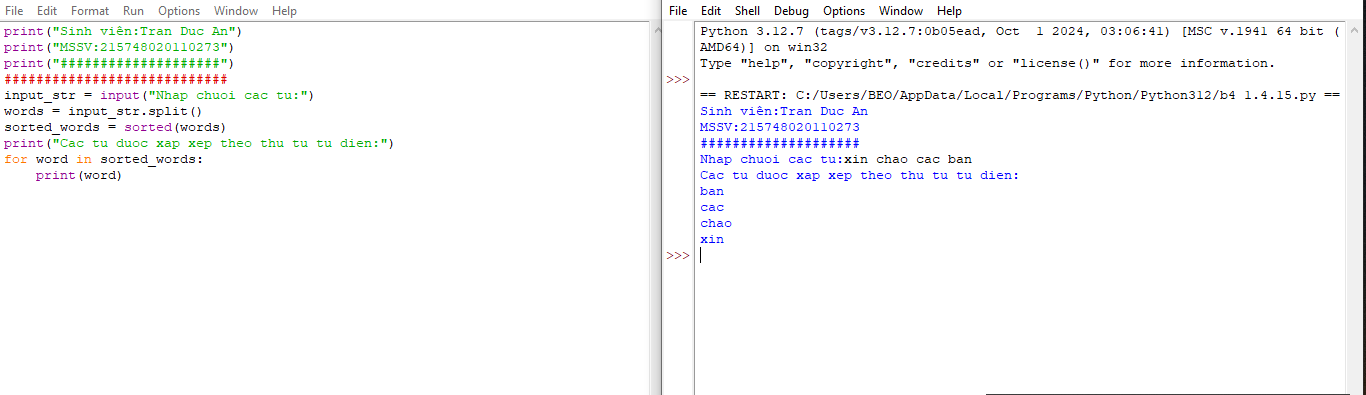 File Edit Format Run Options Window Help
print("Sinh viên:Tran Duc An")
print("MSSV:215748020110273")
print("####################")
############################
input_str = input("Nhap chuoi cac tu:")
words = input_str.split()
sorted_words = sorted(words)
print("Cac tu duoc xap xep theo thu tu tu dien:")
for word in sorted_words:
    print(word)
File Edit Shell Debug Options Window Help
Python 3.12.7 (tags/v3.12.7:0b05ead, Oct  1 2024, 03:06:41) [MSC v.1941 64 bit (
AMD64)] on win32
Type "help", "copyright", "credits" or "license()" for more information.
>>>
== RESTART: C:/Users/BEO/AppData/Local/Programs/Python/Python312/b4 1.4.15.py ==
Sinh viên:Tran Duc An
MSSV:215748020110273
####################
Nhap chuoi cac tu:xin chao cac ban
Cac tu duoc xap xep theo thu tu tu dien:
ban
cac
chao
xin
>>>